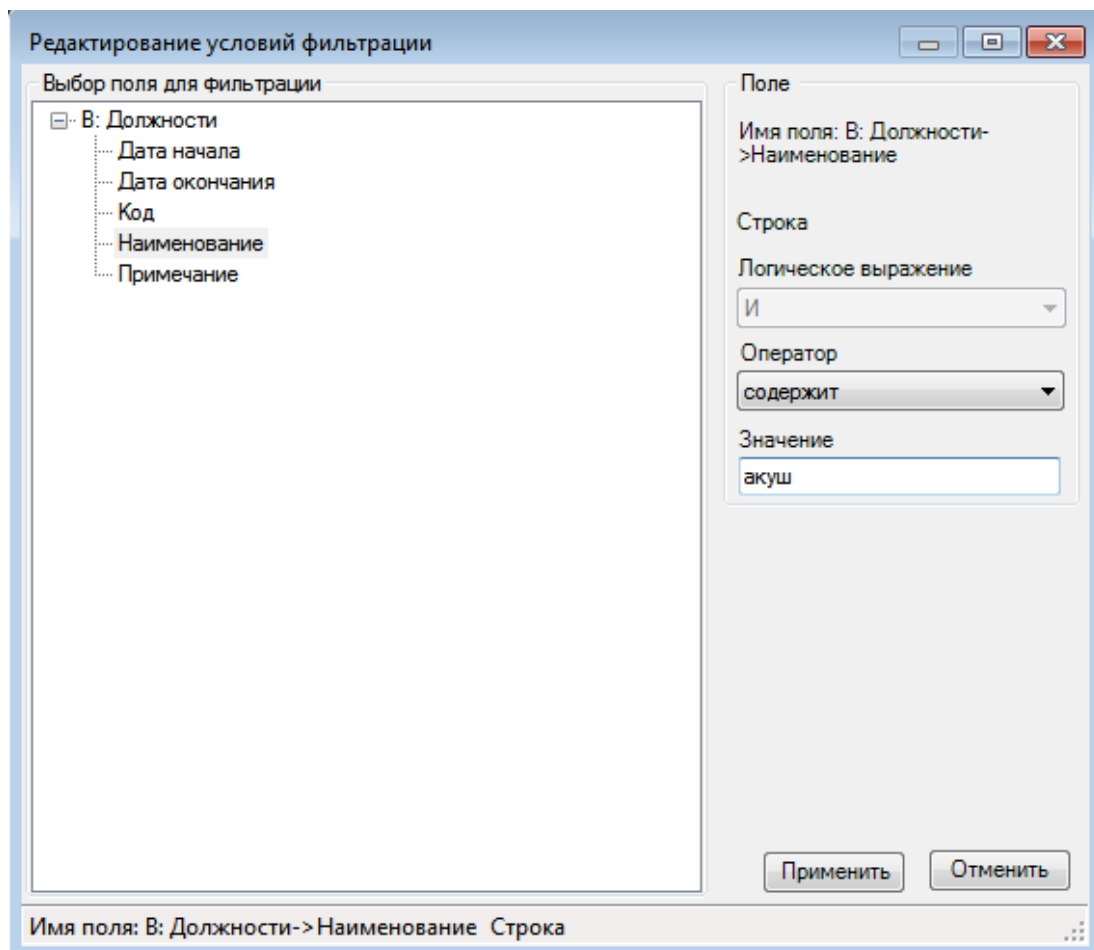 Редактирование условий фильтрации
Выбор поля для фильтрации
В: Должности
Дата начала
Дата окончания
Код
Наименование
Примечание
Поле
Имя поля: В: Должности-
>Наименование
Строка
Логическое выражение
И
Оператор
содержит
Значение
акуш
Применить
Отменить
Имя поля: В: Должности->Наименование Строка